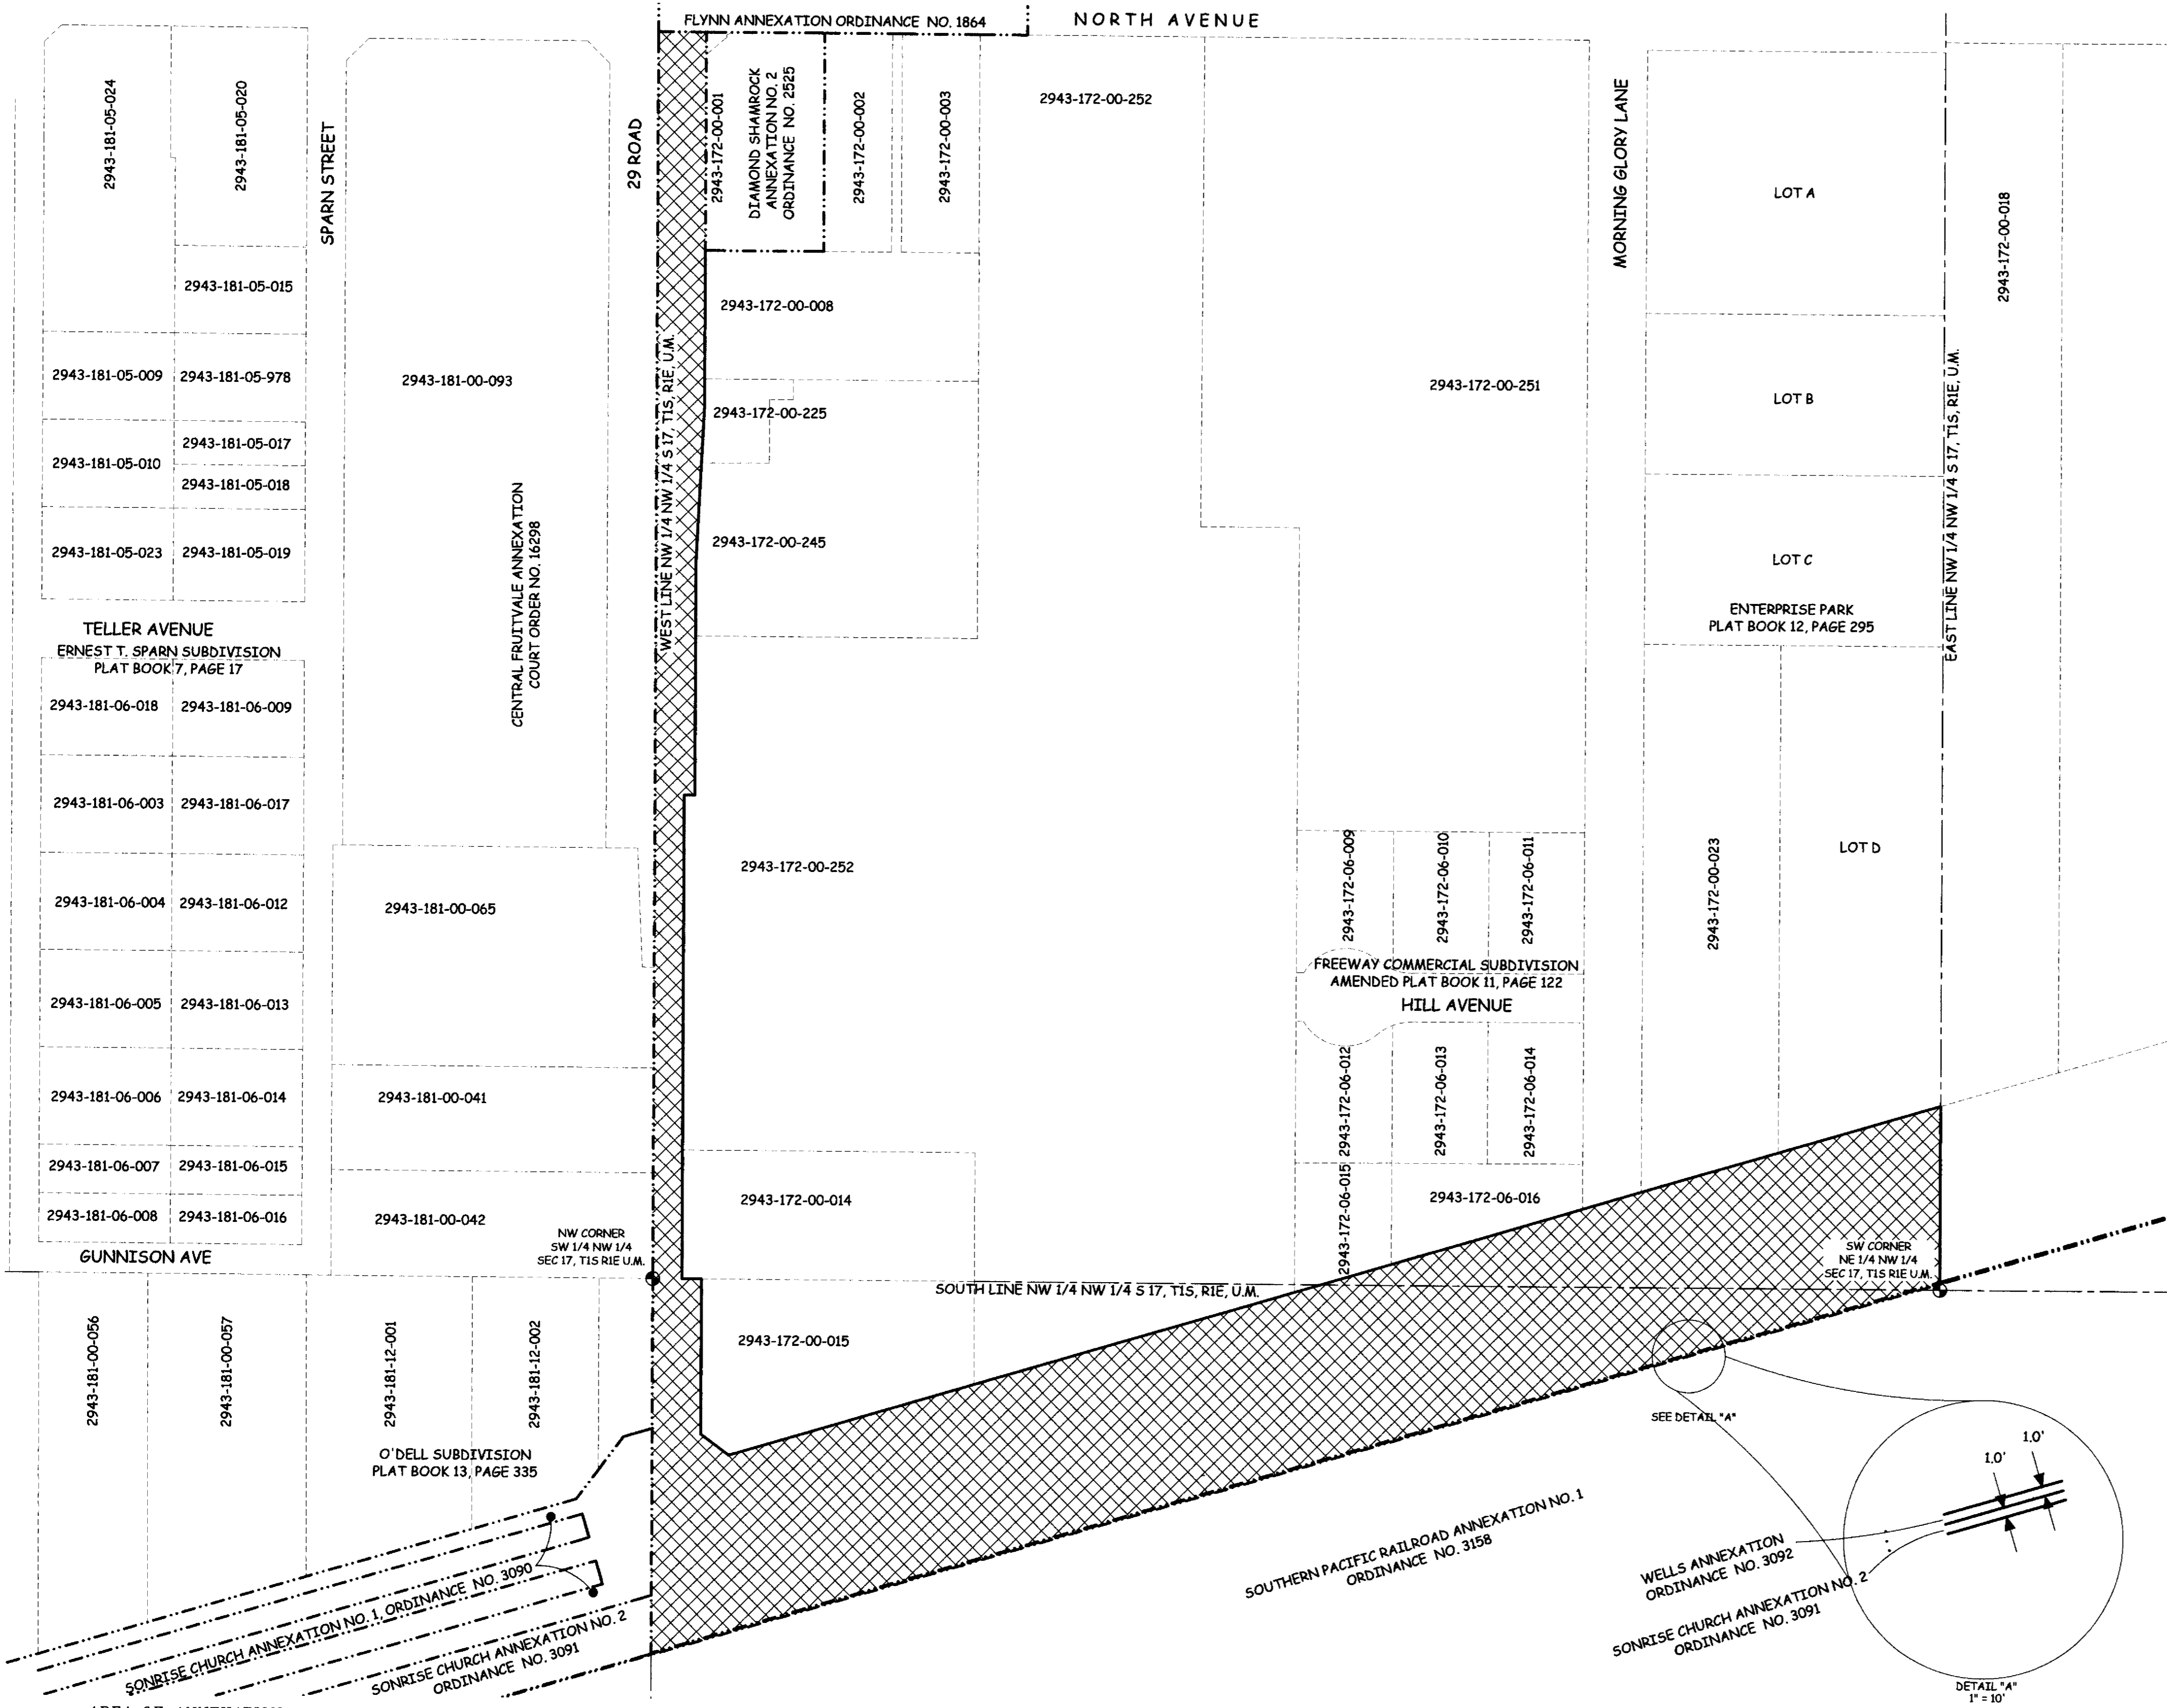 FLYNN ANNEXATION ORDINANCE NO. 1864
NORTH AVENUE
2943-181-05-024
2943-181-05-020
SPARN STREET
29 ROAD
2943-172-00-001
DIAMOND SHAMROCK
ANNEXATION NO. 2
ORDINANCE NO. 2525
2943-172-00-002
2943-172-00-003
2943-172-00-252
MORNING GLORY LANE
LOT A
2943-172-00-018
2943-181-05-015
2943-172-00-008
2943-181-05-009
2943-181-05-978
2943-181-00-093
WEST LINE NW 1/4 NW 1/4 S 17, T1S, R1E, U.M.
2943-172-00-225
2943-172-00-251
LOT B
EAST LINE NW 1/4 NW 1/4 S 17, T1S, R1E, U.M.
2943-181-05-010
2943-181-05-017
2943-181-05-018
2943-181-05-023
2943-181-05-019
CENTRAL FRUITVALE ANNEXATION
COURT ORDER NO. 16298
2943-172-00-245
LOT C
ENTERPRISE PARK
PLAT BOOK 12, PAGE 295
TELLER AVENUE
ERNEST T. SPARN SUBDIVISION
PLAT BOOK 7, PAGE 17
2943-181-06-018
2943-181-06-009
2943-181-06-003
2943-181-06-017
2943-172-00-252
2943-172-06-009
2943-172-06-010
2943-172-06-011
2943-172-00-023
LOT D
2943-181-06-004
2943-181-06-012
2943-181-00-065
FREEWAY COMMERCIAL SUBDIVISION
AMENDED PLAT BOOK 11, PAGE 122
HILL AVENUE
2943-181-06-005
2943-181-06-013
2943-181-06-006
2943-181-06-014
2943-181-00-041
2943-172-06-012
2943-172-06-013
2943-172-06-014
2943-181-06-007
2943-181-06-015
2943-172-00-014
2943-172-06-015
2943-172-06-016
2943-181-06-008
2943-181-06-016
2943-181-00-042
NW CORNER
SW 1/4 NW 1/4
SEC 17, T1S R1E U.M.
SW CORNER
NE 1/4 NW 1/4
SEC 17, T1S R1E U.M.
GUNNISON AVE
SOUTH LINE NW 1/4 NW 1/4 S 17, T1S, R1E, U.M.
2943-181-00-056
2943-181-00-057
2943-181-12-001
2943-181-12-002
2943-172-00-015
SEE DETAIL "A"
O'DELL SUBDIVISION
PLAT BOOK 13, PAGE 335
1.0'
1.0'
SOUTHERN PACIFIC RAILROAD ANNEXATION NO. 1
ORDINANCE NO. 3158
WELLS ANNEXATION
ORDINANCE NO. 3092
SONRISE CHURCH ANNEXATION NO. 2
ORDINANCE NO. 3091
SONRISE CHURCH ANNEXATION NO. 1, ORDINANCE NO. 3090
SONRISE CHURCH ANNEXATION NO. 2
ORDINANCE NO. 3091
DETAIL "A"
1" = 10'